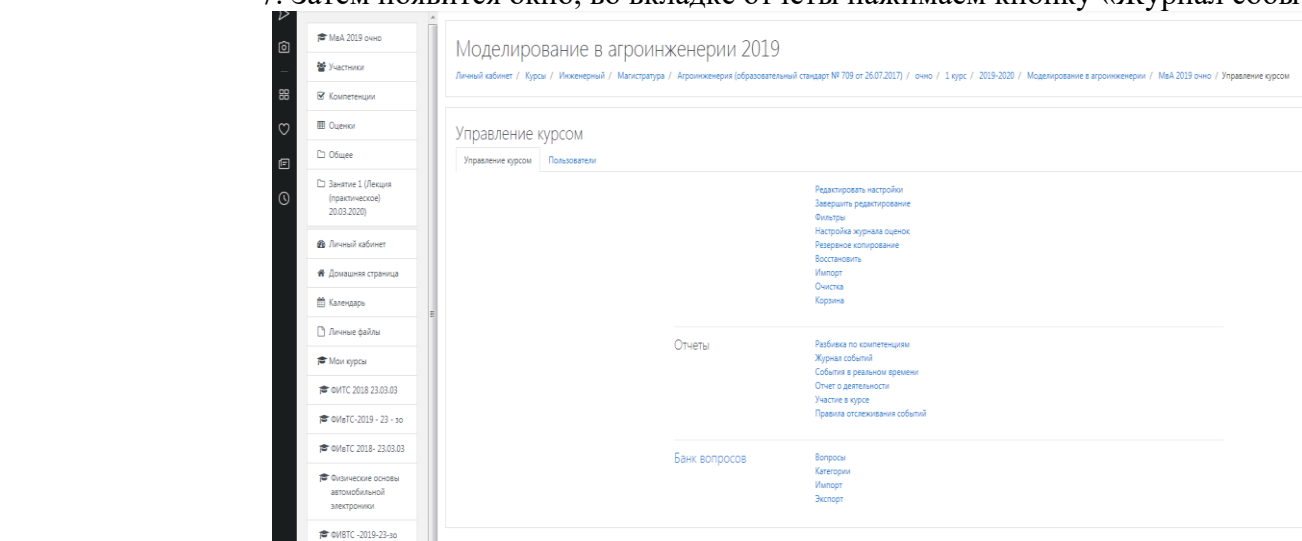 7. Затем появится окно, во вкладке отчеты нажимаем кнопку «Журнал собы
МвА 2019 очно
Участники
Компетенции
Оценки
Общее
Занятие 1 (Лекция
(практическое)
20.03.2020)
Личный кабинет
Домашняя страница
Календарь
Личные файлы
Мои курсы
ФИТС 2018 23.03.03
ФИвТС-2019 - 23 - зо
ФИвТС 2018- 23.03.03
Физические основы
автомобильной
электроники
ФИВТС -2019-23-зо
Моделирование в агроинженерии 2019
Личный кабинет / Курсы / Инженерный / Магистратура / Агроинженерия (образовательный стандарт № 709 от 26.07.2017) / очно / 1 курс / 2019-2020 / Моделирование в агроинженерии / МвА 2019 очно / Управление курсом
Управление курсом
Управление курсом Пользователи
Редактировать настройки
Завершить редактирование
Фильтры
Настройка журнала оценок
Резервное копирование
Восстановить
Импорт
Очистка
Корзина
Отчеты
Разбивка по компетенциям
Журнал событий
События в реальном времени
Отчет о деятельности
Участие в курсе
Правила отслеживания событий
Банк вопросов
Вопросы
Категории
Импорт
Экспорт